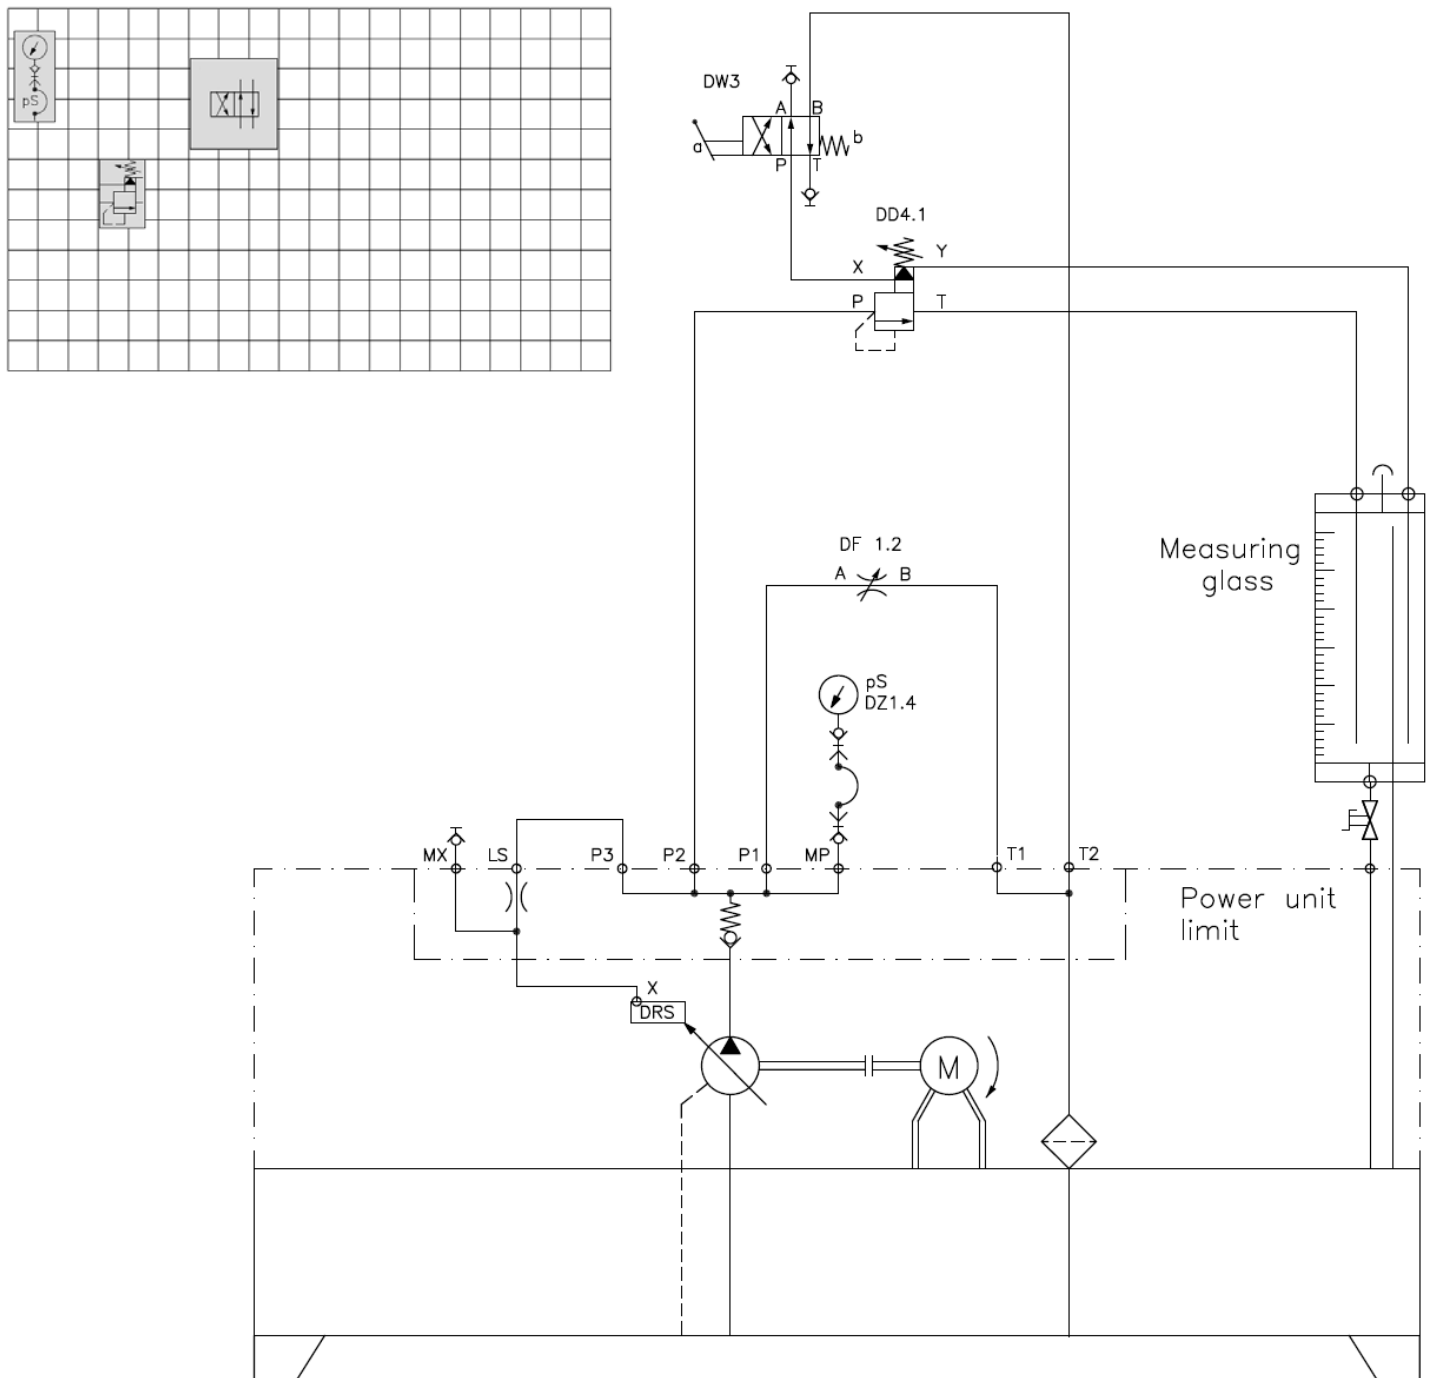 pS
DW3
A B
a
b
P T
DD4.1
X
Y
P
T
DF 1.2
A
B
Measuring
glass
pS
DZ1.4
MX
LS
P3
P2
P1
MP
T1
T2
Power unit
limit
X
DRS
M